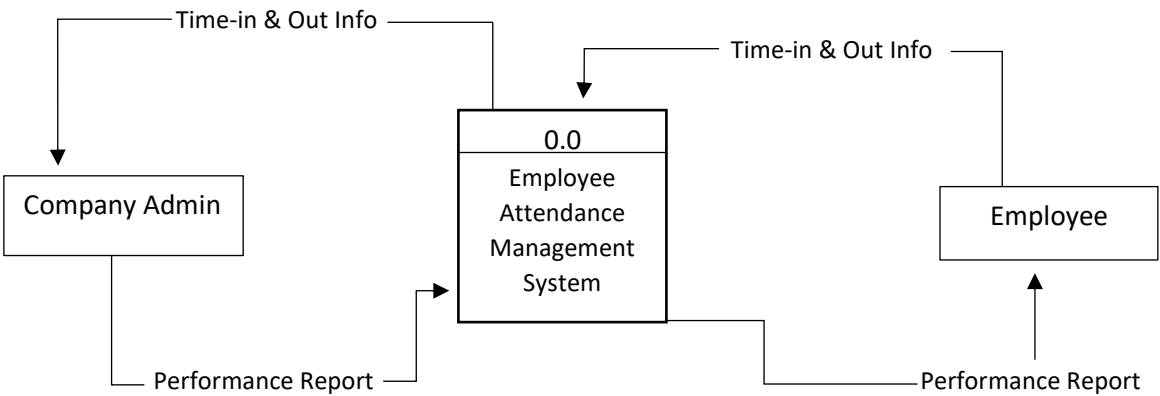 Time-in & Out Info
Time-in & Out Info
0.0
Employee
Attendance
Management
System
Company Admin
Employee
Performance Report
Performance Report